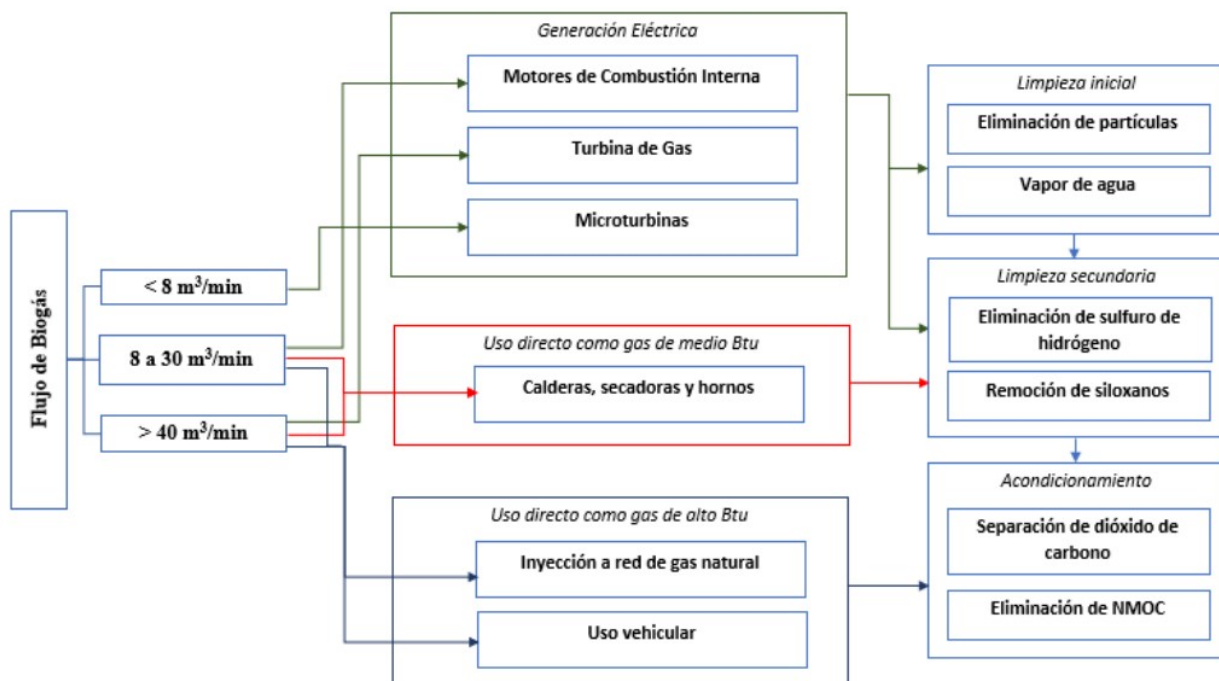 Flujo de Biogás
< 8 m³/min
8 a 30 m³/min
> 40 m³/min
Generación Eléctrica
Motores de Combustión Interna
Turbina de Gas
Microturbinas
Uso directo como gas de medio Btu
Calderas, secadoras y hornos
Uso directo como gas de alto Btu
Inyección a red de gas natural
Uso vehicular
Limpieza inicial
Eliminación de partículas
Vapor de agua
Limpieza secundaria
Eliminación de sulfuro de
hidrógeno
Remoción de siloxanos
Acondicionamiento
Separación de dióxido de
carbono
Eliminación de NMOC